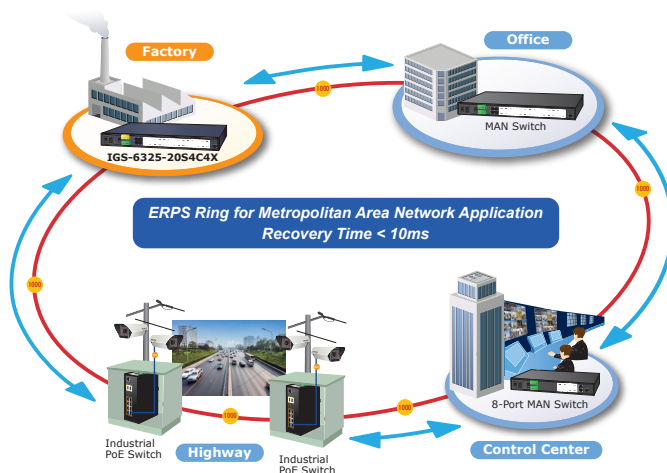 Factory
Office
1000
IGS-6325-20S4C4X
MAN Switch
1000
ERPS Ring for Metropolitan Area Network Application
Recovery Time < 10ms
1000
8-Port MAN Switch
1000
1000
Industrial
PoE Switch
Highway
Industrial
PoE Switch
Control Center